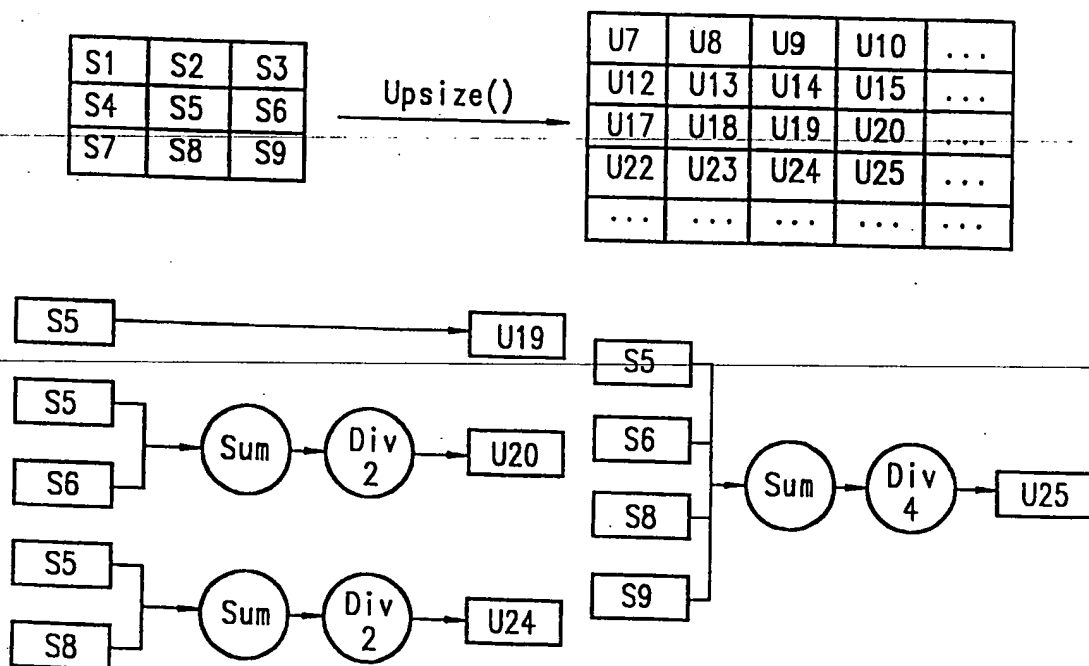 S1 S2 S3
S4 S5 S6
S7 S8 S9
Upsize()
U7 U8 U9 U10 ...
U12 U13 U14 U15 ...
U17 U18 U19 U20 ...
U22 U23 U24 U25 ...
... ... ... ... ...
S5 U19
S5
S6
Sum
Div
2
U20
S5
S8
Sum
Div
2
U24
S5
S6
S8
S9
Sum
Div
4
U25